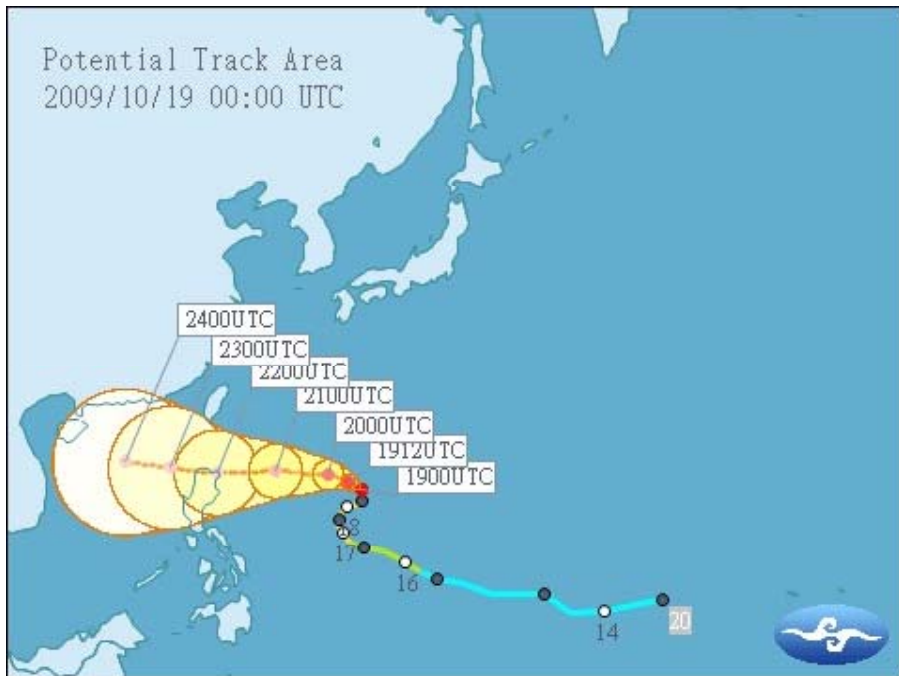 Potential Track Area
2009/10/19 00:00 UTC
2400UTC
2300UTC
2200UTC
2100UTC
2000UTC
1912UTC
1900UTC
8
17
16
14
20